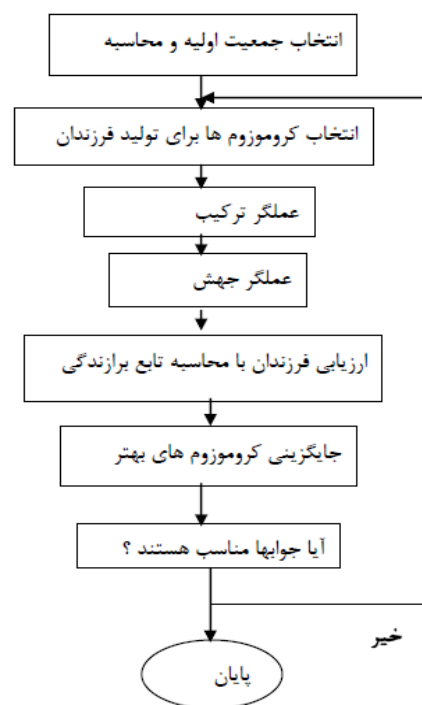 انتخاب جمعیت اولیه و محاسبه
انتخاب کروموزوم ها برای تولید فرزندان
عملگر ترکیب
عملگر جهش
ارزیابی فرزندان با محاسبه تابع برازندگی
جایگزینی کروموزوم های بهتر
آیا جوابها مناسب هستند ؟
خیر
پایان